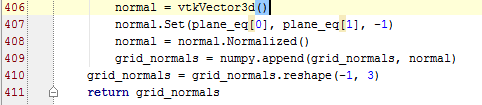 406 normal = vtkVector3d()
407 normal.Set(plane_eq[0], plane_eq[1], -1)
408 normal = normal.Normalized()
409 grid_normals = numpy.append(grid_normals, normal)
410 grid_normals = grid_normals.reshape(-1, 3)
411 return grid_normals